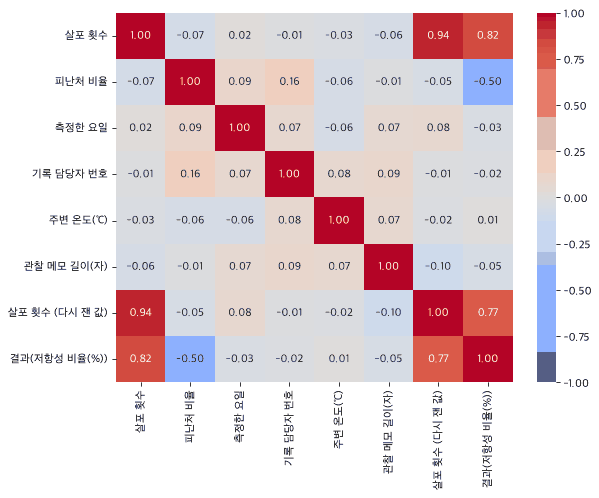 살포 횟수 1.00 -0.07 0.02 -0.01 -0.03 -0.06 0.94 0.82
피난처 비율 -0.07 1.00 0.09 0.16 -0.06 -0.01 -0.05 -0.50
측정한 요일 0.02 0.09 1.00 0.07 -0.06 0.07 0.08 -0.03
기록 담당자 번호 -0.01 0.16 0.07 1.00 0.08 0.09 -0.01 -0.02
주변 온도(℃) -0.03 -0.06 -0.06 0.08 1.00 0.07 -0.02 0.01
관찰 메모 길이(자) -0.06 -0.01 0.07 0.09 0.07 1.00 -0.10 -0.05
살포 횟수 (다시 잰 값) 0.94 -0.05 0.08 -0.01 -0.02 -0.10 1.00 0.77
결과(저항성 비율(%)) 0.82 -0.50 -0.03 -0.02 0.01 -0.05 0.77 1.00
살포 횟수
피난처 비율
측정한 요일
기록 담당자 번호
주변 온도(℃)
관찰 메모 길이(자)
살포 횟수 (다시 잰 값)
결과(저항성 비율(%))
1.00
0.75
0.50
0.25
0.00
-0.25
-0.50
-0.75
-1.00